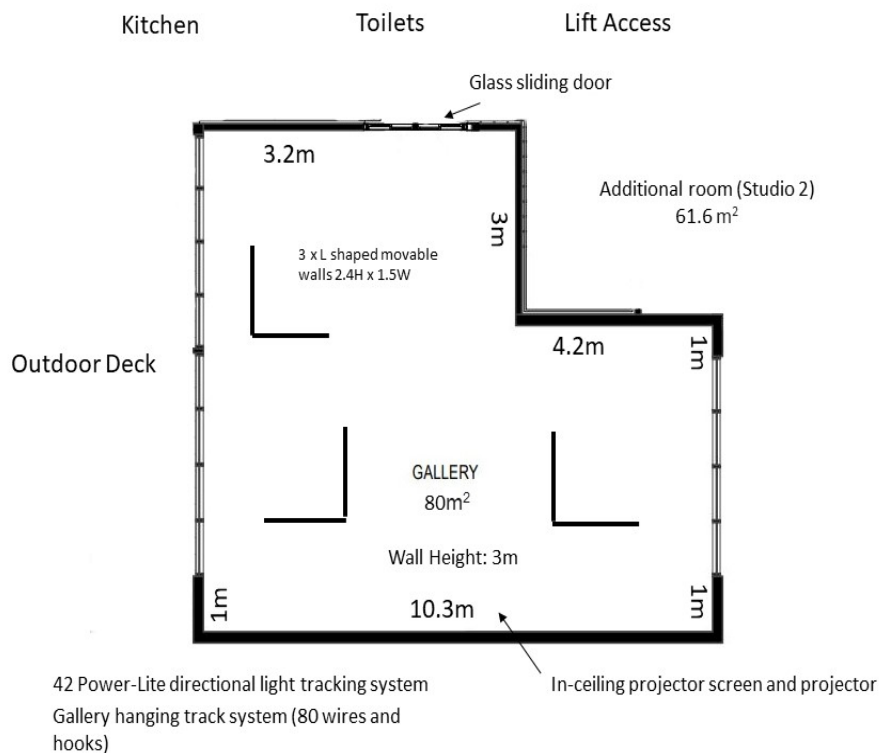 Kitchen
Toilets
Lift Access
Glass sliding door
3.2m
3m
Additional room (Studio 2)
61.6 m²
3 x L shaped movable
walls 2.4H x 1.5W
4.2m
1m
Outdoor Deck
GALLERY
80m²
Wall Height: 3m
1m
10.3m
1m
42 Power-Lite directional light tracking system
Gallery hanging track system (80 wires and
hooks)
In-ceiling projector screen and projector